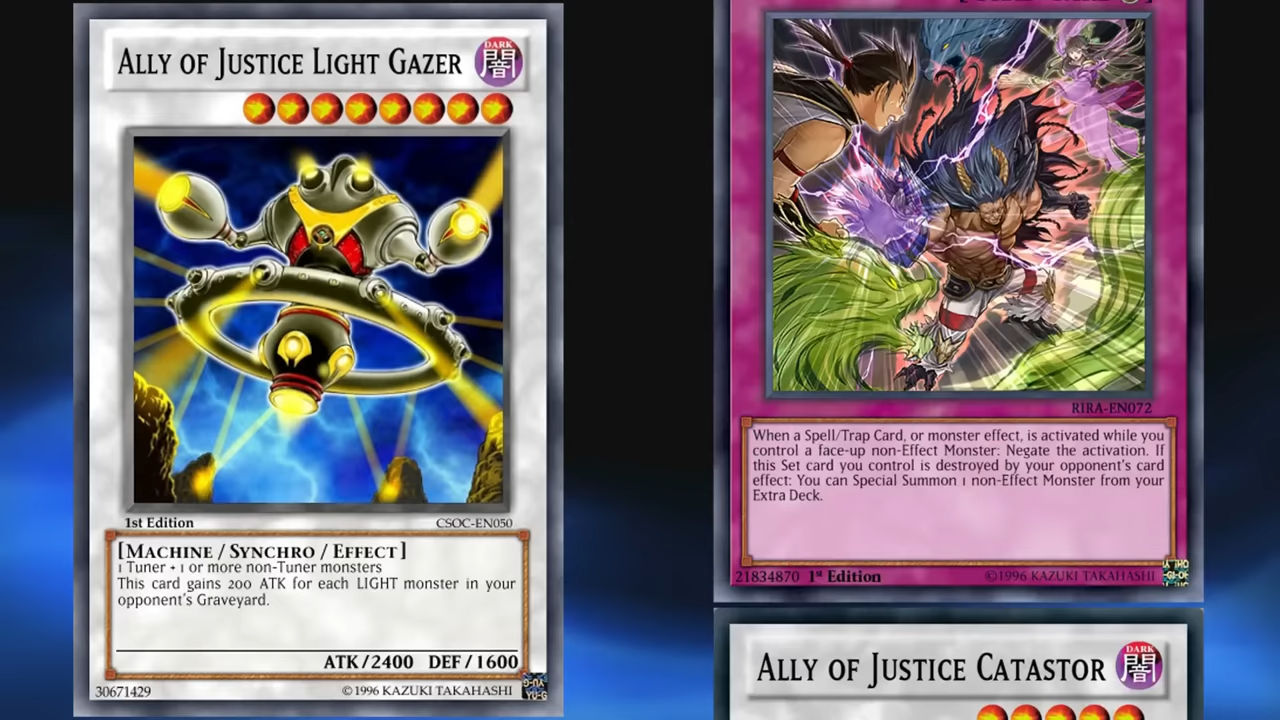 ALLY OF JUSTICE LIGHT GAZER
DARK
闇
1st Edition
CSOC-EN050
[MACHINE / SYNCHRO / EFFECT]
1 Tuner + 1 or more non-Tuner monsters
This card gains 200 ATK for each LIGHT monster in your
opponent's Graveyard.
ATK/2400 DEF/1600
30671429
©1996 KAZUKI TAKAHASHI
RIRA-EN072
When a Spell/Trap Card, or monster effect, is activated while you
control a face-up non-Effect Monster: Negate the activation. If
this Set card you control is destroyed by your opponent's card
effect: You can Special Summon 1 non-Effect Monster from your
Extra Deck.
21834870 1st Edition
©1996 KAZUKI TAKAHASHI
ALLY OF JUSTICE CATASTOR
DARK
闇